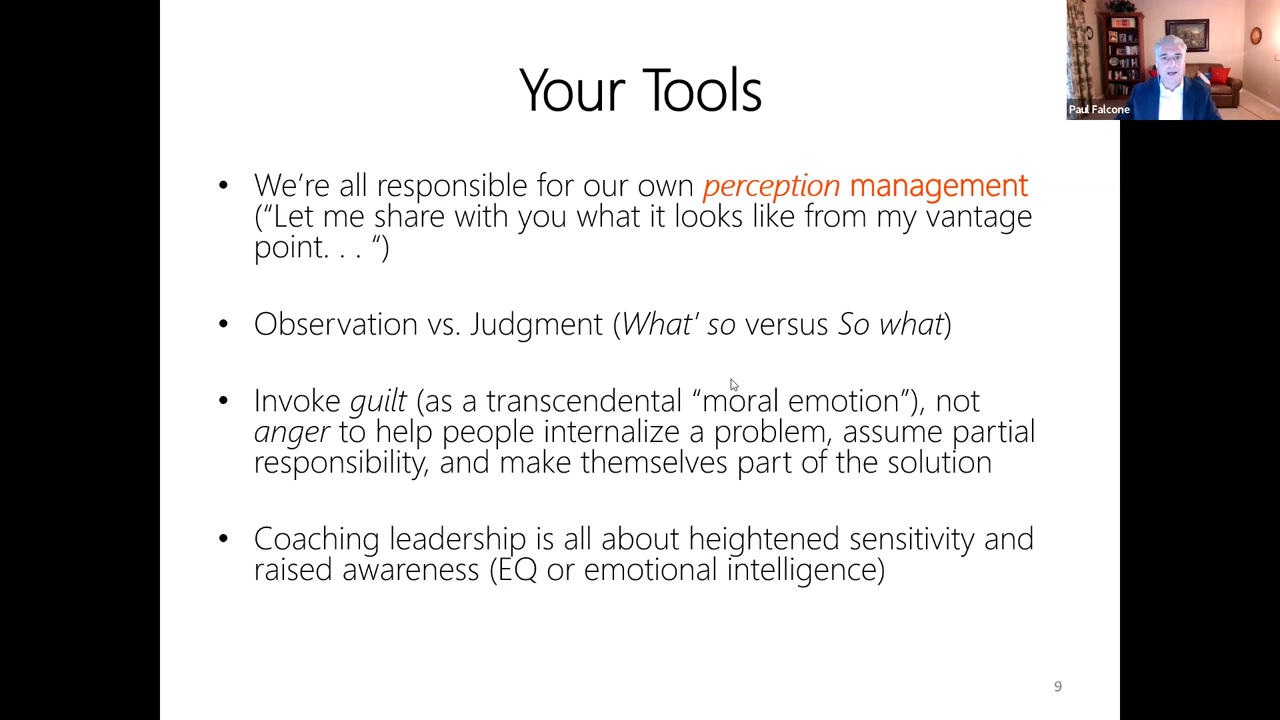 Your Tools
Paul Falcone
• We’re all responsible for our own perception management
(“Let me share with you what it looks like from my vantage
point. . . “)
• Observation vs. Judgment (What' so versus So what)
• Invoke guilt (as a transcendental “moral emotion”), not
anger to help people internalize a problem, assume partial
responsibility, and make themselves part of the solution
• Coaching leadership is all about heightened sensitivity and
raised awareness (EQ or emotional intelligence)
9